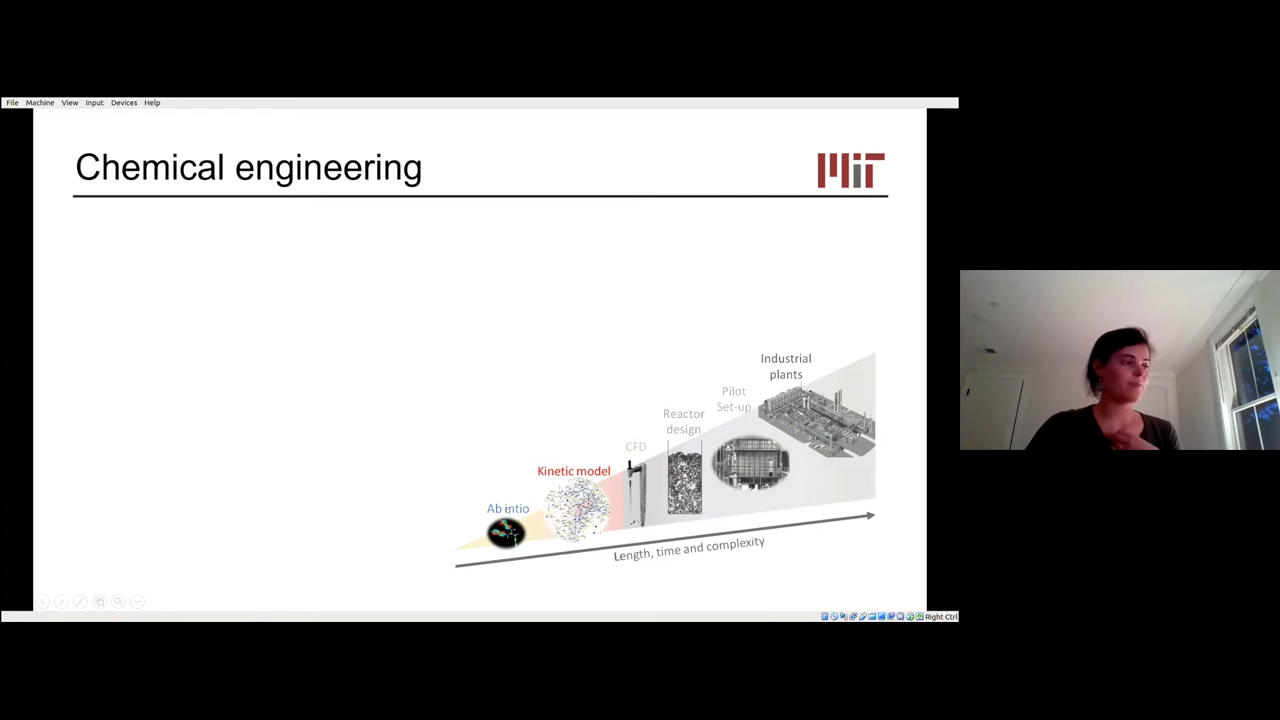 File Machine View Input Devices Help
Chemical engineering
MIT
Industrial
plants
Pilot
Set-up
Reactor
design
CFD
Kinetic model
Ab intio
Length, time and complexity
Right Ctrl